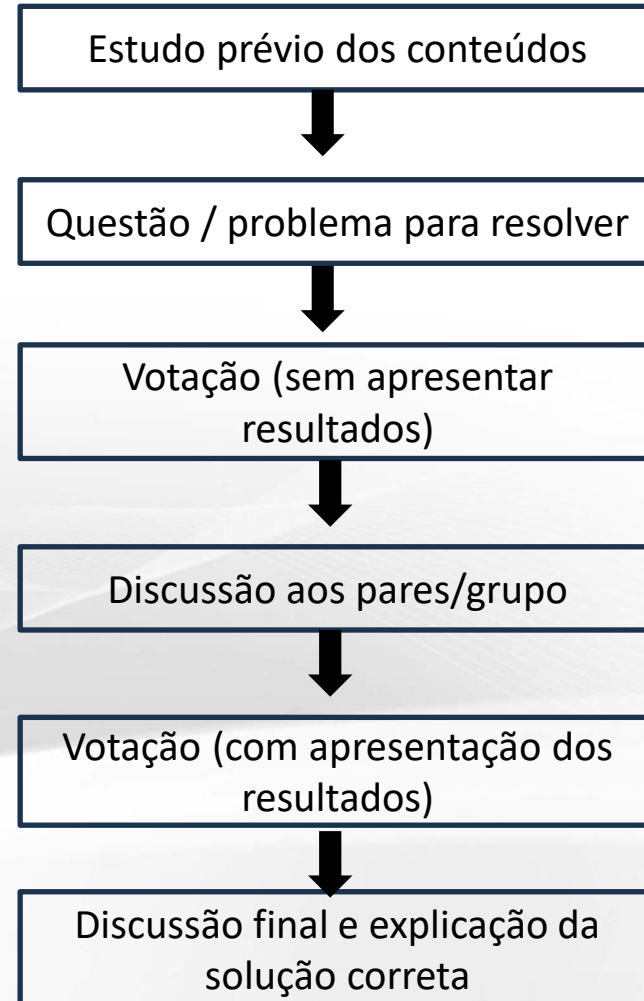 Estudo prévio dos conteúdos
Questão / problema para resolver
Votação (sem apresentar
resultados)
Discussão aos pares/grupo
Votação (com apresentação dos
resultados)
Discussão final e explicação da
solução correta